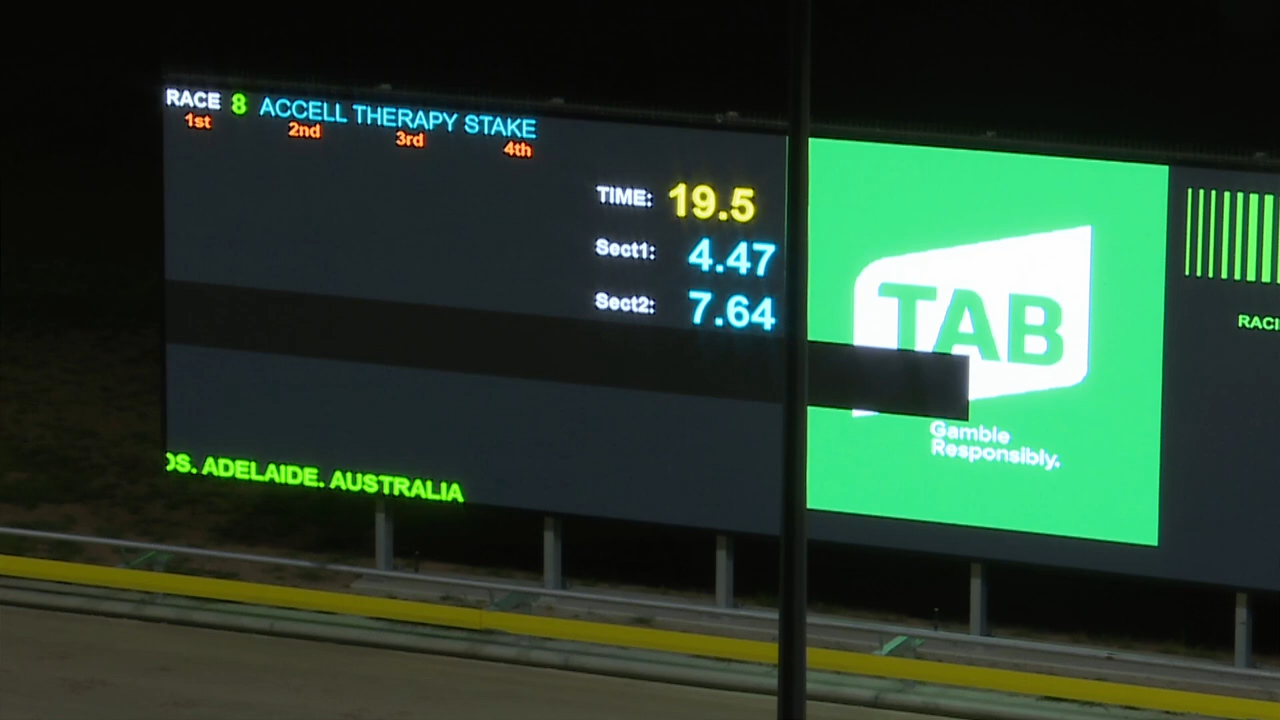 RACE 8 ACCELL THERAPY STAKE
1st 2nd 3rd 4th
TIME: 19.5
Sect1: 4.47
Sect2: 7.64
ADELAIDE. AUSTRALIA
TAB
Gamble
Responsibly.